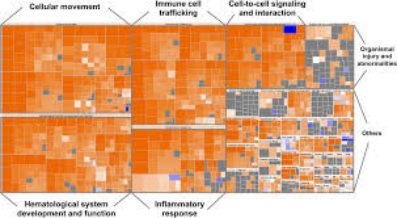 Cellular movement
Immune cell
trafficking
Cell-to-cell signaling
and interaction
Organismal
injury and
abnormalities
Others
Hematological system
development and function
Inflammatory
response